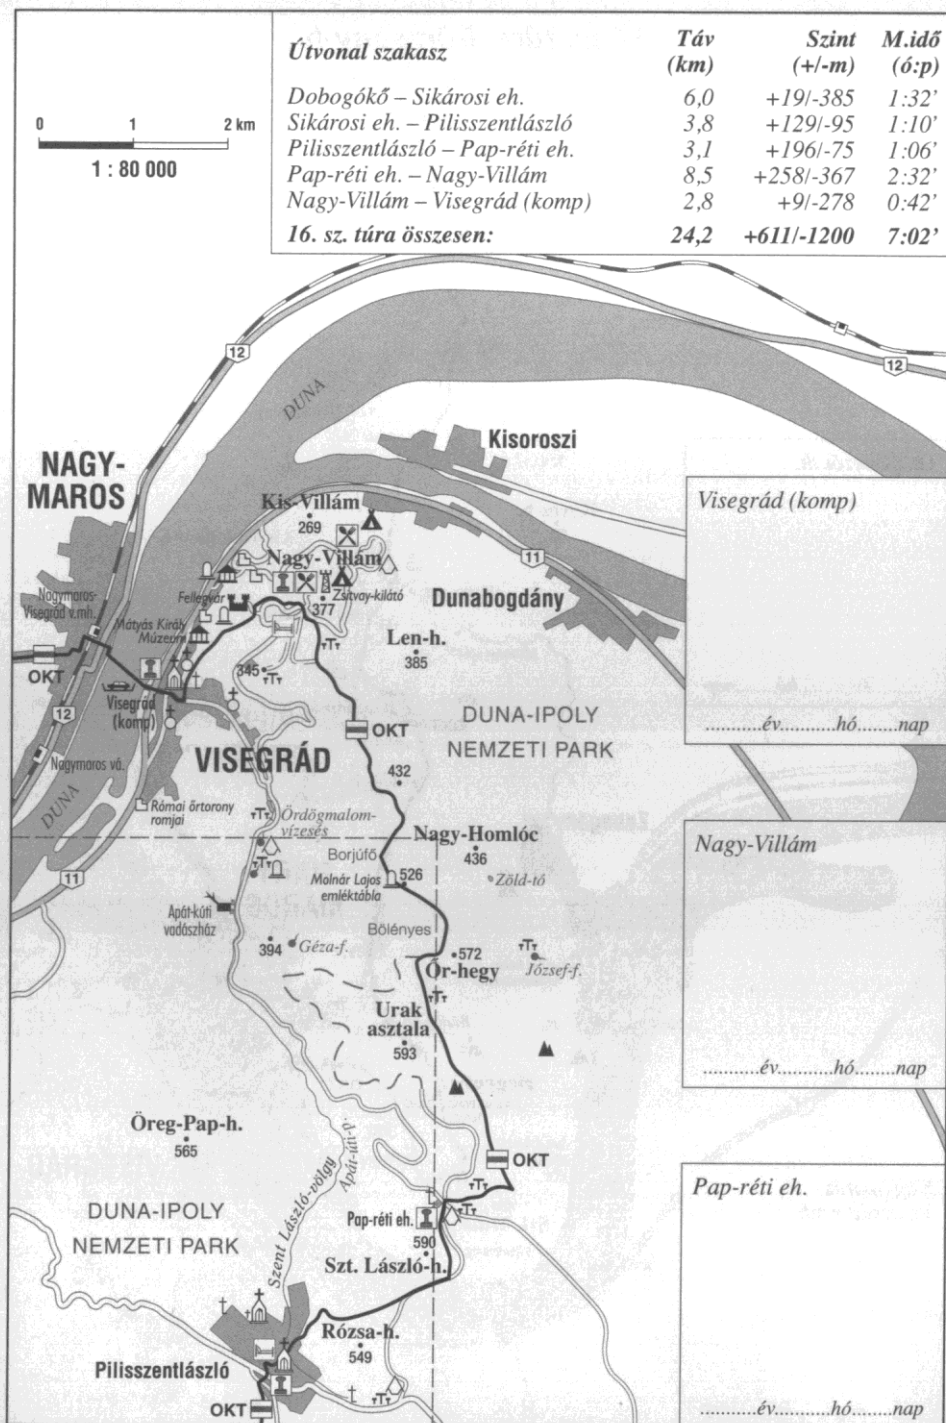 Útvonal szakasz Táv (km) Szint (+/-m) M.idő (ó:p)
Dobogókő – Sikárosi eh. 6,0 +19/-385 1:32’
Sikárosi eh. – Pilisszentlászló 3,8 +129/-95 1:10’
Pilisszentlászló – Pap-réti eh. 3,1 +196/-75 1:06’
Pap-réti eh. – Nagy-Villám 8,5 +258/-367 2:32’
Nagy-Villám – Visegrád (komp) 2,8 +9/-278 0:42’
16. sz. túra összesen: 24,2 +611/-1200 7:02’
0 1 2 km
1 : 80 000
12
12
DUNA
Kisoroszi
NAGY-
MAROS
Kis-Villám
269
11
Nagy-Villám
377
Zsitvay-kilátó
Fellegvár
Dunabogdány
Nagymaros-
Visegrád v.mh.
Mátyás Király
Múzeum
Len-h.
385
OKT
345
Visegrád
(komp)
12
DUNA-IPOLY
NEMZETI PARK
OKT
VISEGRÁD
Nagymaros vá.
432
DUNA
Római őrtorony
romjai
Ördögmalom-
vízesés
Nagy-Homlóc
436
Borjúfő
11
Molnár Lajos
emléktábla
526
Zöld-tó
Apát-kúti
vadászház
Bölényes
394
Géza-f.
572
Őr-hegy
József-f.
Urak
asztala
593
Öreg-Pap-h.
565
Apát-úti-p.
Szent László-völgy
OKT
DUNA-IPOLY
NEMZETI PARK
Pap-réti eh.
590
Szt. László-h.
Rózsa-h.
549
Pilisszentlászló
OKT
Visegrád (komp)
...........év..........hó........nap
Nagy-Villám
...........év..........hó........nap
Pap-réti eh.
...........év..........hó........nap